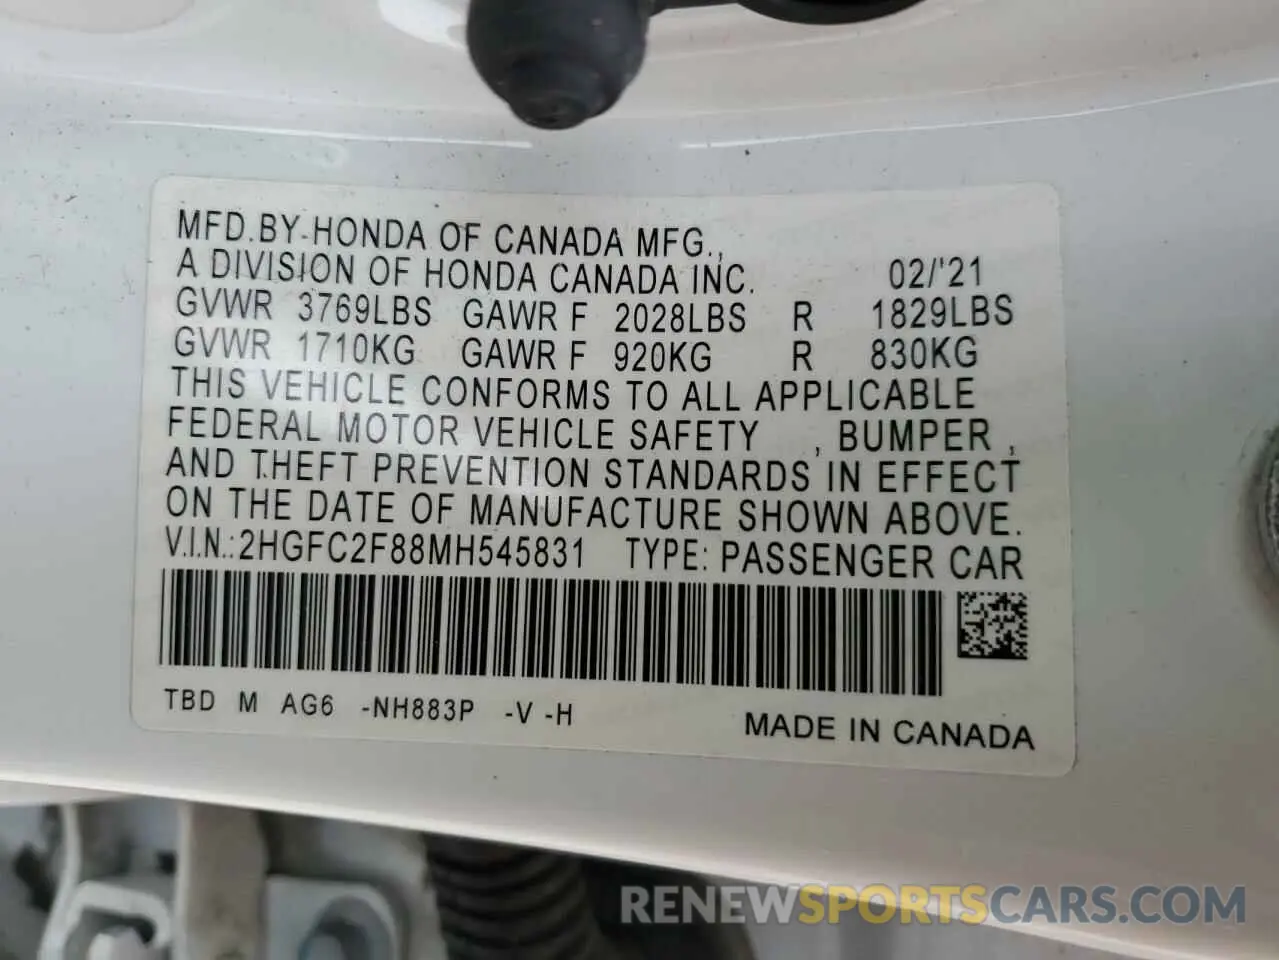 MFD.BY-HONDA OF CANADA MFG.,
A DIVISION OF HONDA CANADA INC. 02/'21
GVWR 3769LBS GAWR F 2028LBS R 1829LBS
GVWR 1710KG GAWR F 920KG R 830KG
THIS VEHICLE CONFORMS TO ALL APPLICABLE
FEDERAL MOTOR VEHICLE SAFETY , BUMPER ,
AND THEFT PREVENTION STANDARDS IN EFFECT
ON THE DATE OF MANUFACTURE SHOWN ABOVE.
V.I.N.:2HGFC2F88MH545831 TYPE: PASSENGER CAR
TBD M AG6 -NH883P -V -H
MADE IN CANADA
RENEWSPORTSCARS.COM